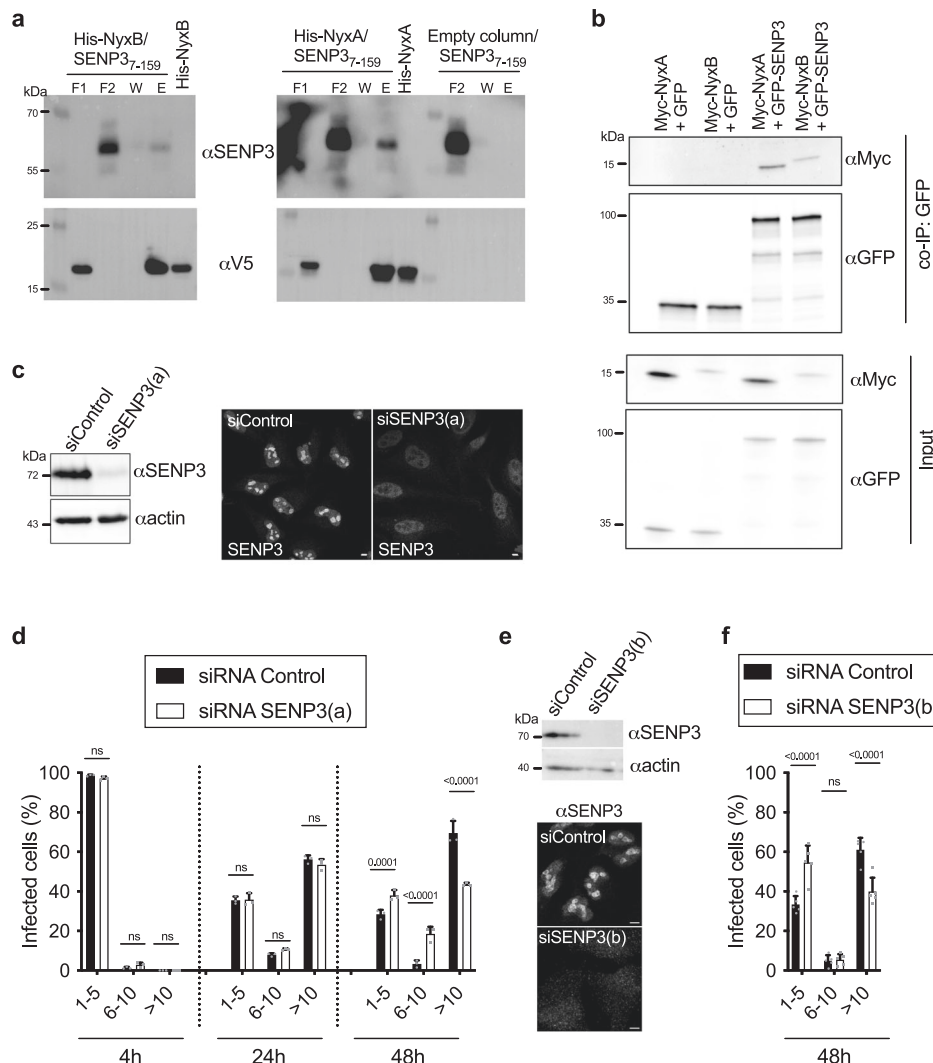 a
His-NyxB/
SENP3₇₋₁₅₉
His-NyxB
F1 F2 W E
kDa
70
55
αSENP3
25
15
αV5
His-NyxA/
SENP3₇₋₁₅₉
His-NyxA
Empty column/
SENP3₇₋₁₅₉
F1 F2 W E
F2 W E
b
Myc-NyxA
+ GFP
Myc-NyxB
+ GFP
Myc-NyxA
+ GFP-SENP3
Myc-NyxB
+ GFP-SENP3
kDa
15
αMyc
100
αGFP
35
co-IP: GFP
15
αMyc
100
αGFP
35
Input
c
siControl
siSENP3(a)
kDa
72
αSENP3
43
αactin
siControl
siSENP3(a)
SENP3
SENP3
d
siRNA Control
siRNA SENP3(a)
Infected cells (%)
100
80
60
40
20
0
ns
ns
ns
ns
ns
ns
0.0001
<0.0001
<0.0001
1-5 6-10 >10
1-5 6-10 >10
1-5 6-10 >10
4h
24h
48h
e
siControl
siSENP3(b)
kDa
70
αSENP3
40
αactin
αSENP3
siControl
siSENP3(b)
f
siRNA Control
siRNA SENP3(b
Infected cells (%)
100
80
60
40
20
0
<0.0001
ns
<0.0001
1-5 6-10 >10
48h